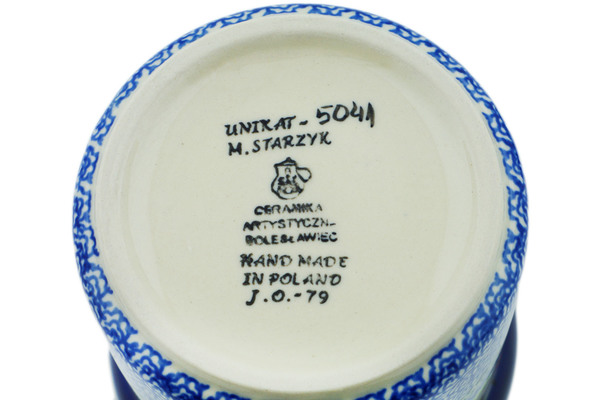 UNIKAT - 5041
M. STARZYK
CERAMIKA
ARTYSTYCZN-
BOLESŁAWIEC
HAND MADE
IN POLAND
J.O.-79